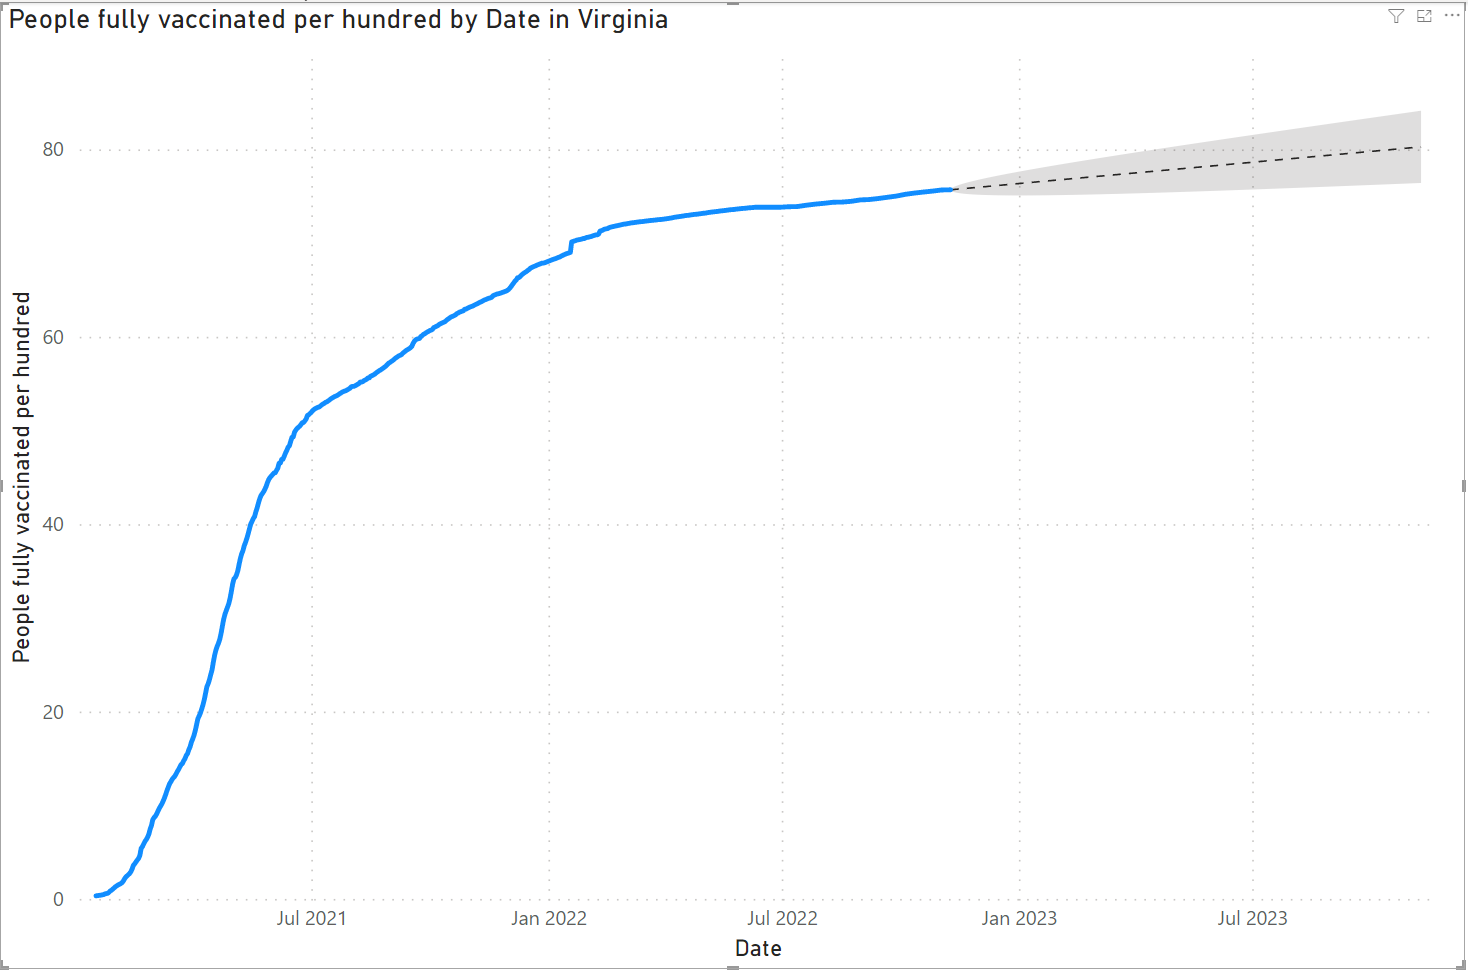 People fully vaccinated per hundred by Date in Virginia
People fully vaccinated per hundred
80
60
40
20
0
Jul 2021 Jan 2022 Jul 2022 Jan 2023 Jul 2023
Date